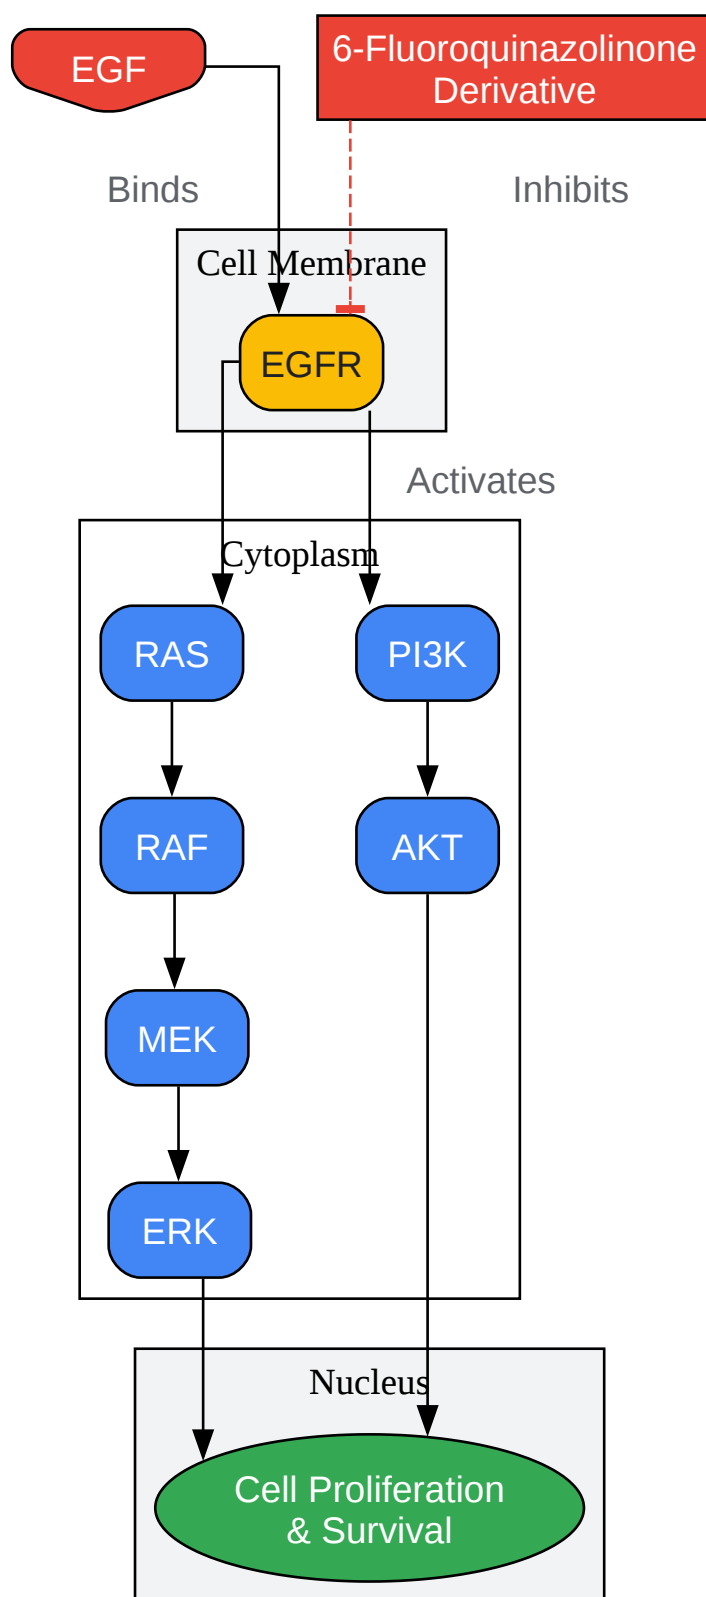 EGF
6-Fluoroquinazolinone
Derivative
Binds
Inhibits
Cell Membrane
EGFR
Activates
Cytoplasm
RAS
PI3K
RAF
AKT
MEK
ERK
Nucleus
Cell Proliferation
& Survival